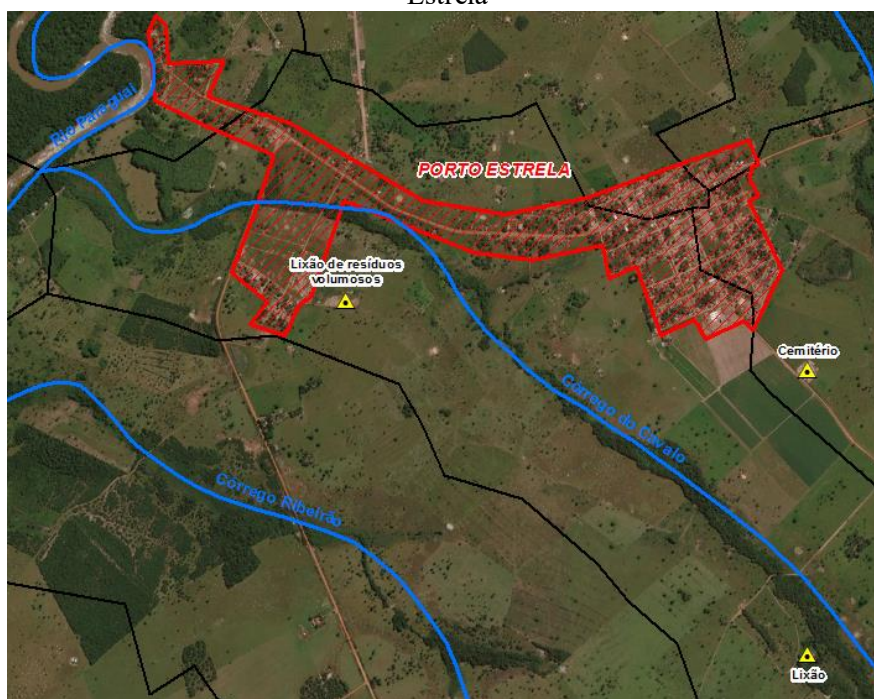 Estrela
Rio Paraguai
PORTO ESTRELA
Lixão de resíduos
volumosos
Cemitério
Córrego do Cavalo
Córrego Ribeirão
Lixão